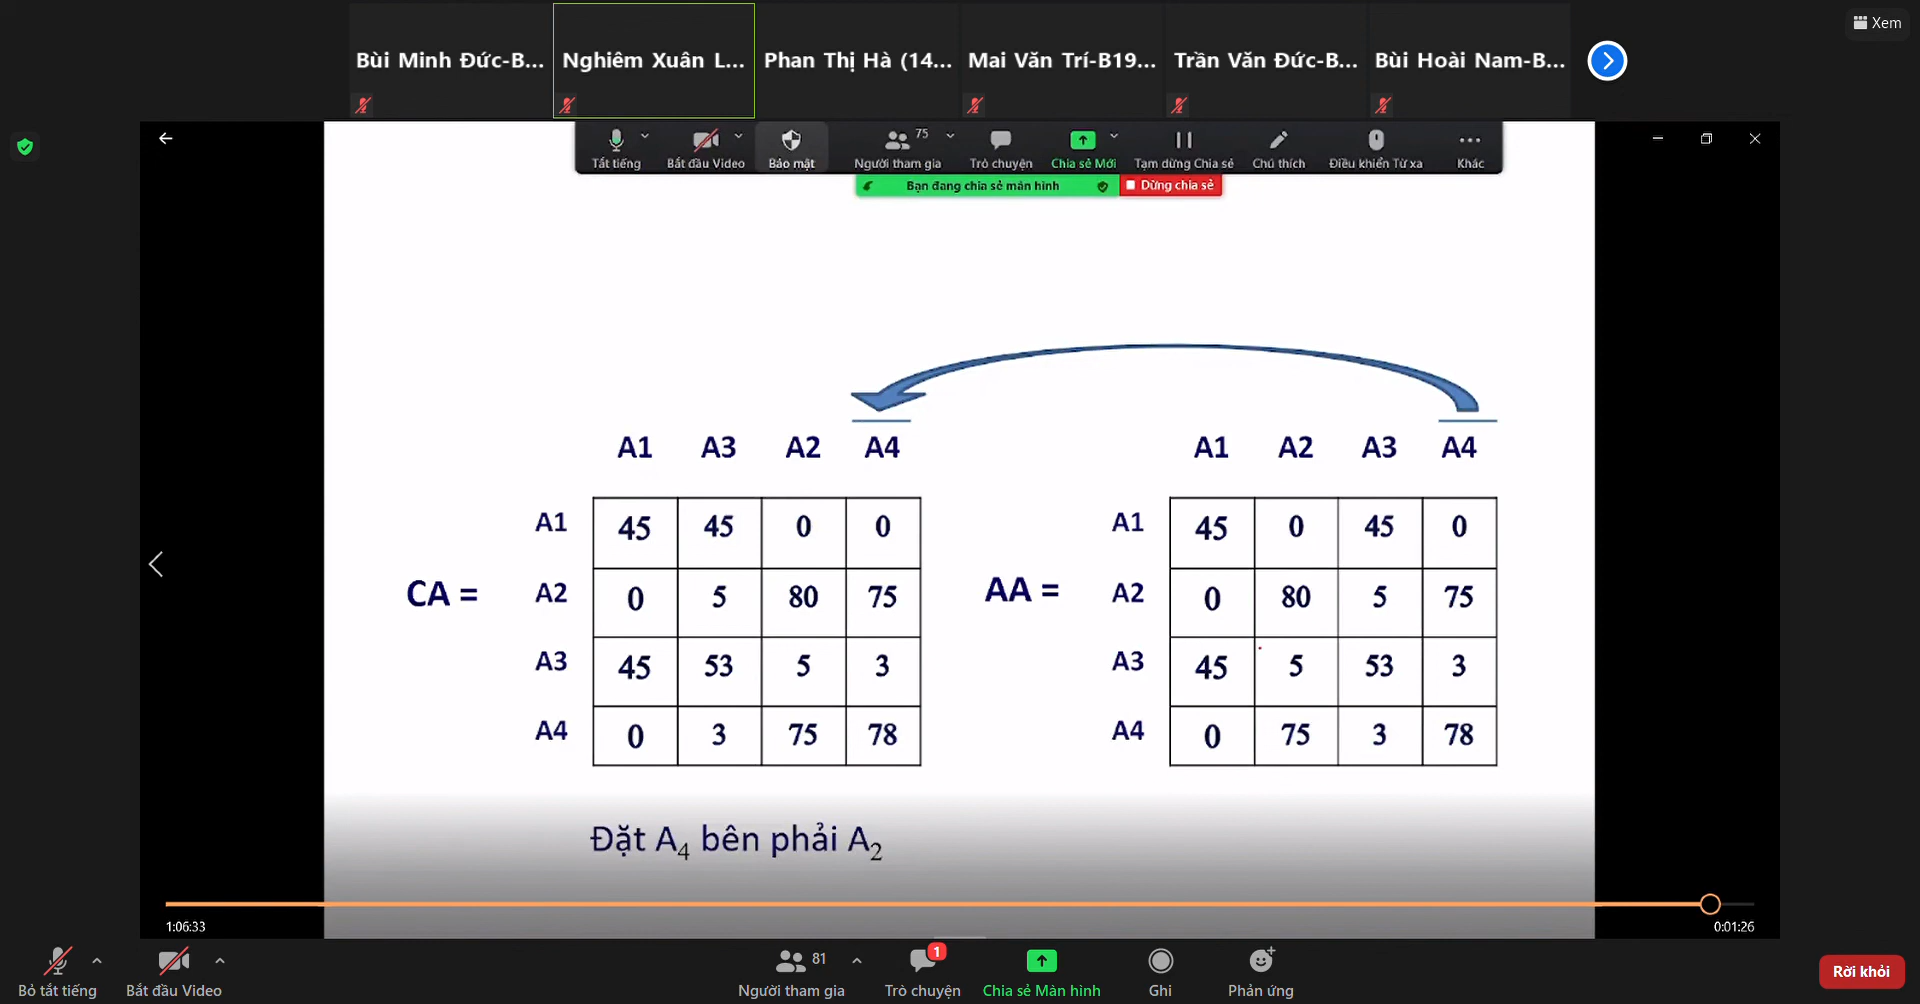 Xem
Bùi Minh Đức-B...
Nghiêm Xuân L...
Phan Thị Hà (14...
Mai Văn Trí-B19...
Trần Văn Đức-B...
Bùi Hoài Nam-B...
75
Tắt tiếng
Bắt đầu Video
Bảo mật
Người tham gia
Trò chuyện
Chia sẻ Mới
Tạm dừng Chia sẻ
Chú thích
Điều khiển Từ xa
Khác
Bạn đang chia sẻ màn hình
Dừng chia sẻ
A1 A3 A2 A4
A1 45 45 0 0
CA =
A2 0 5 80 75
A3 45 53 5 3
A4 0 3 75 78
A1 A2 A3 A4
A1 45 0 45 0
AA =
A2 0 80 5 75
A3 45 5 53 3
A4 0 75 3 78
Đặt A4 bên phải A2
1:06:33
0:01:26
Bỏ tắt tiếng
Bắt đầu Video
81
Người tham gia
1
Trò chuyện
Chia sẻ Màn hình
Ghi
Phản ứng
Rời khỏi